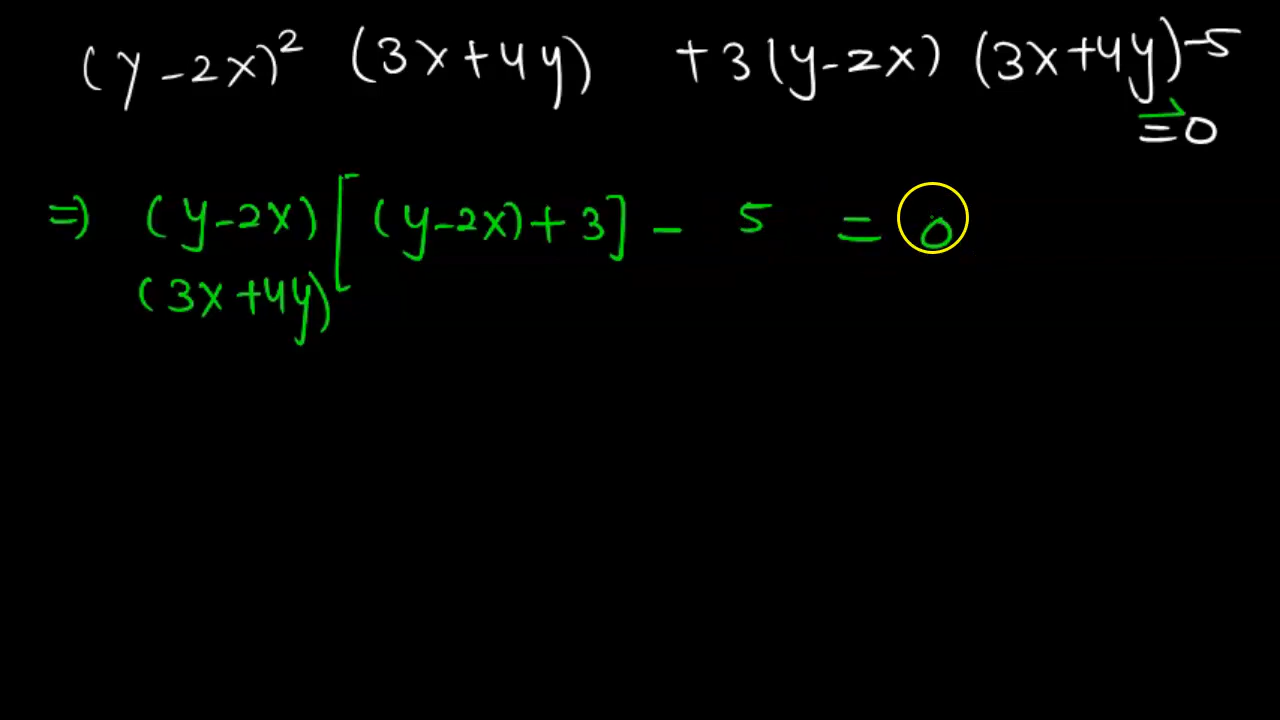 (y-2x)² (3x+4y) +3(y-2x) (3x+4y)-5
=0
⇒ (y-2x) [(y-2x)+3] - 5 = 0
(3x+4y)